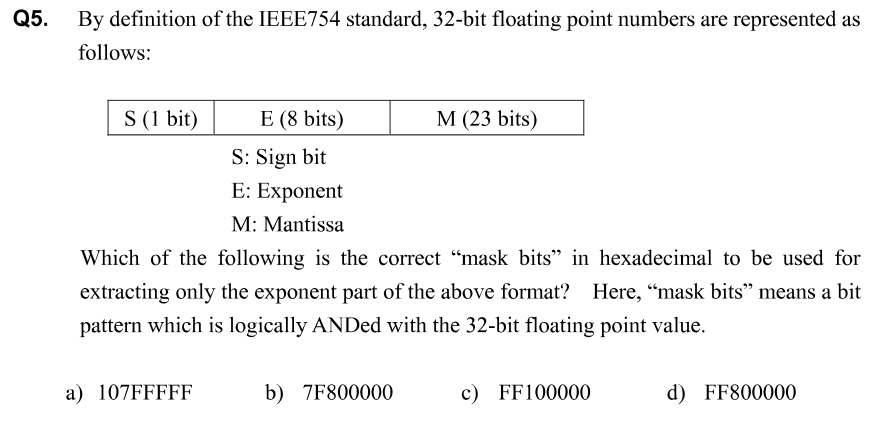 Q5. By definition of the IEEE754 standard, 32-bit floating point numbers are represented as
follows:
S (1 bit) E (8 bits) M (23 bits)
S: Sign bit
E: Exponent
M: Mantissa
Which of the following is the correct “mask bits” in hexadecimal to be used for
extracting only the exponent part of the above format? Here, “mask bits” means a bit
pattern which is logically ANDed with the 32-bit floating point value.
a) 107FFFFF b) 7F800000 c) FF100000 d) FF800000